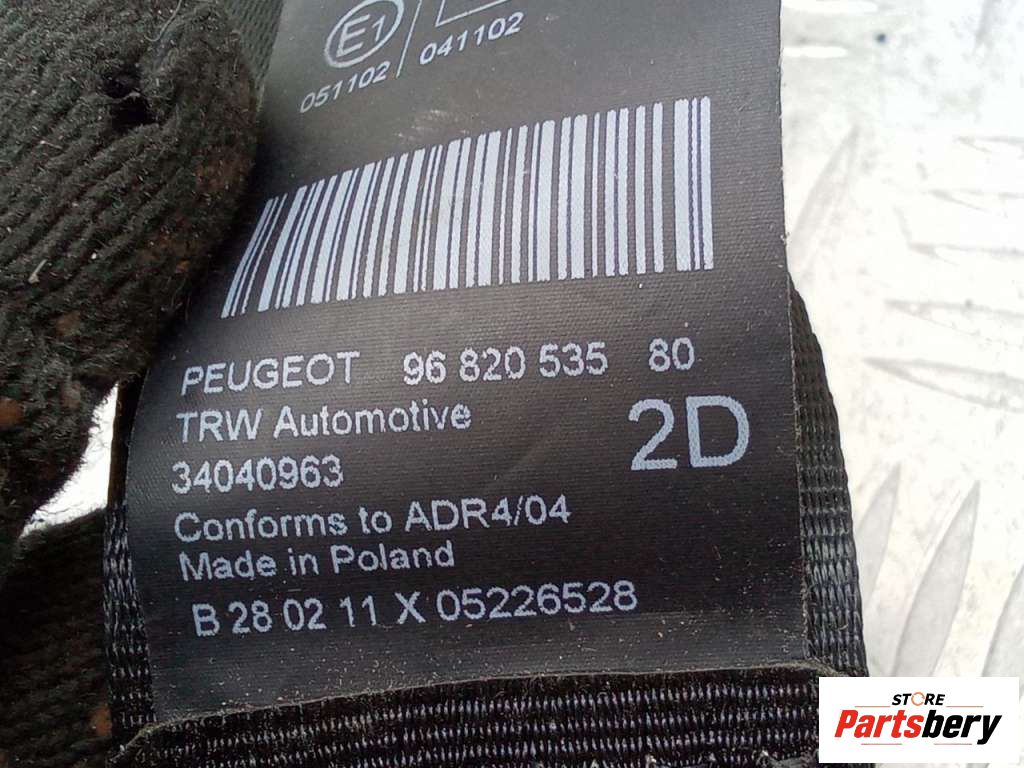 E1
051102 / 041102
PEUGEOT 96 820 535 80
TRW Automotive
2D
34040963
Conforms to ADR4/04
Made in Poland
B 28 02 11 X 05226528
STORE
Partsbery